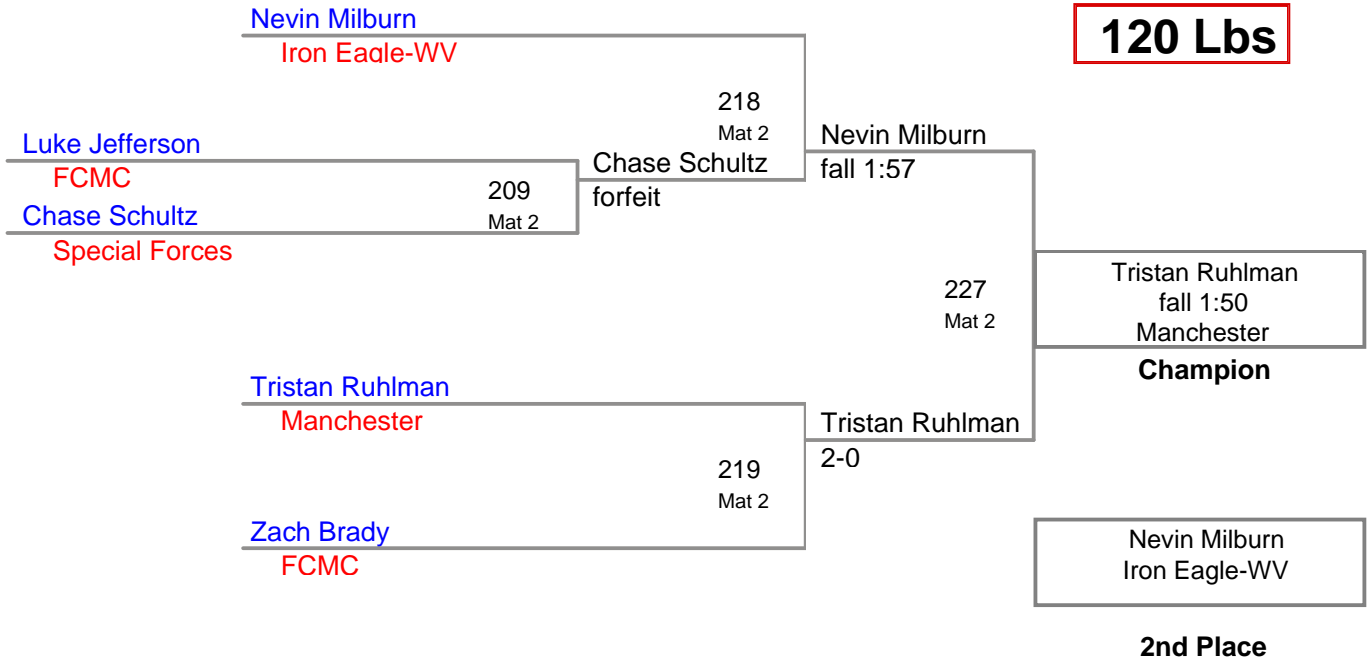 Nevin Milburn
120 Lbs
Iron Eagle-WV
218
Mat 2
Luke Jefferson
Nevin Milburn
FCMC
Chase Schultz
fall 1:57
209
forfeit
Chase Schultz
Mat 2
Special Forces
Tristan Ruhlman
227
fall 1:50
Mat 2
Manchester
Champion
Tristan Ruhlman
Manchester
Tristan Ruhlman
2-0
219
Mat 2
Zach Brady
Nevin Milburn
FCMC
Iron Eagle-WV
2nd Place